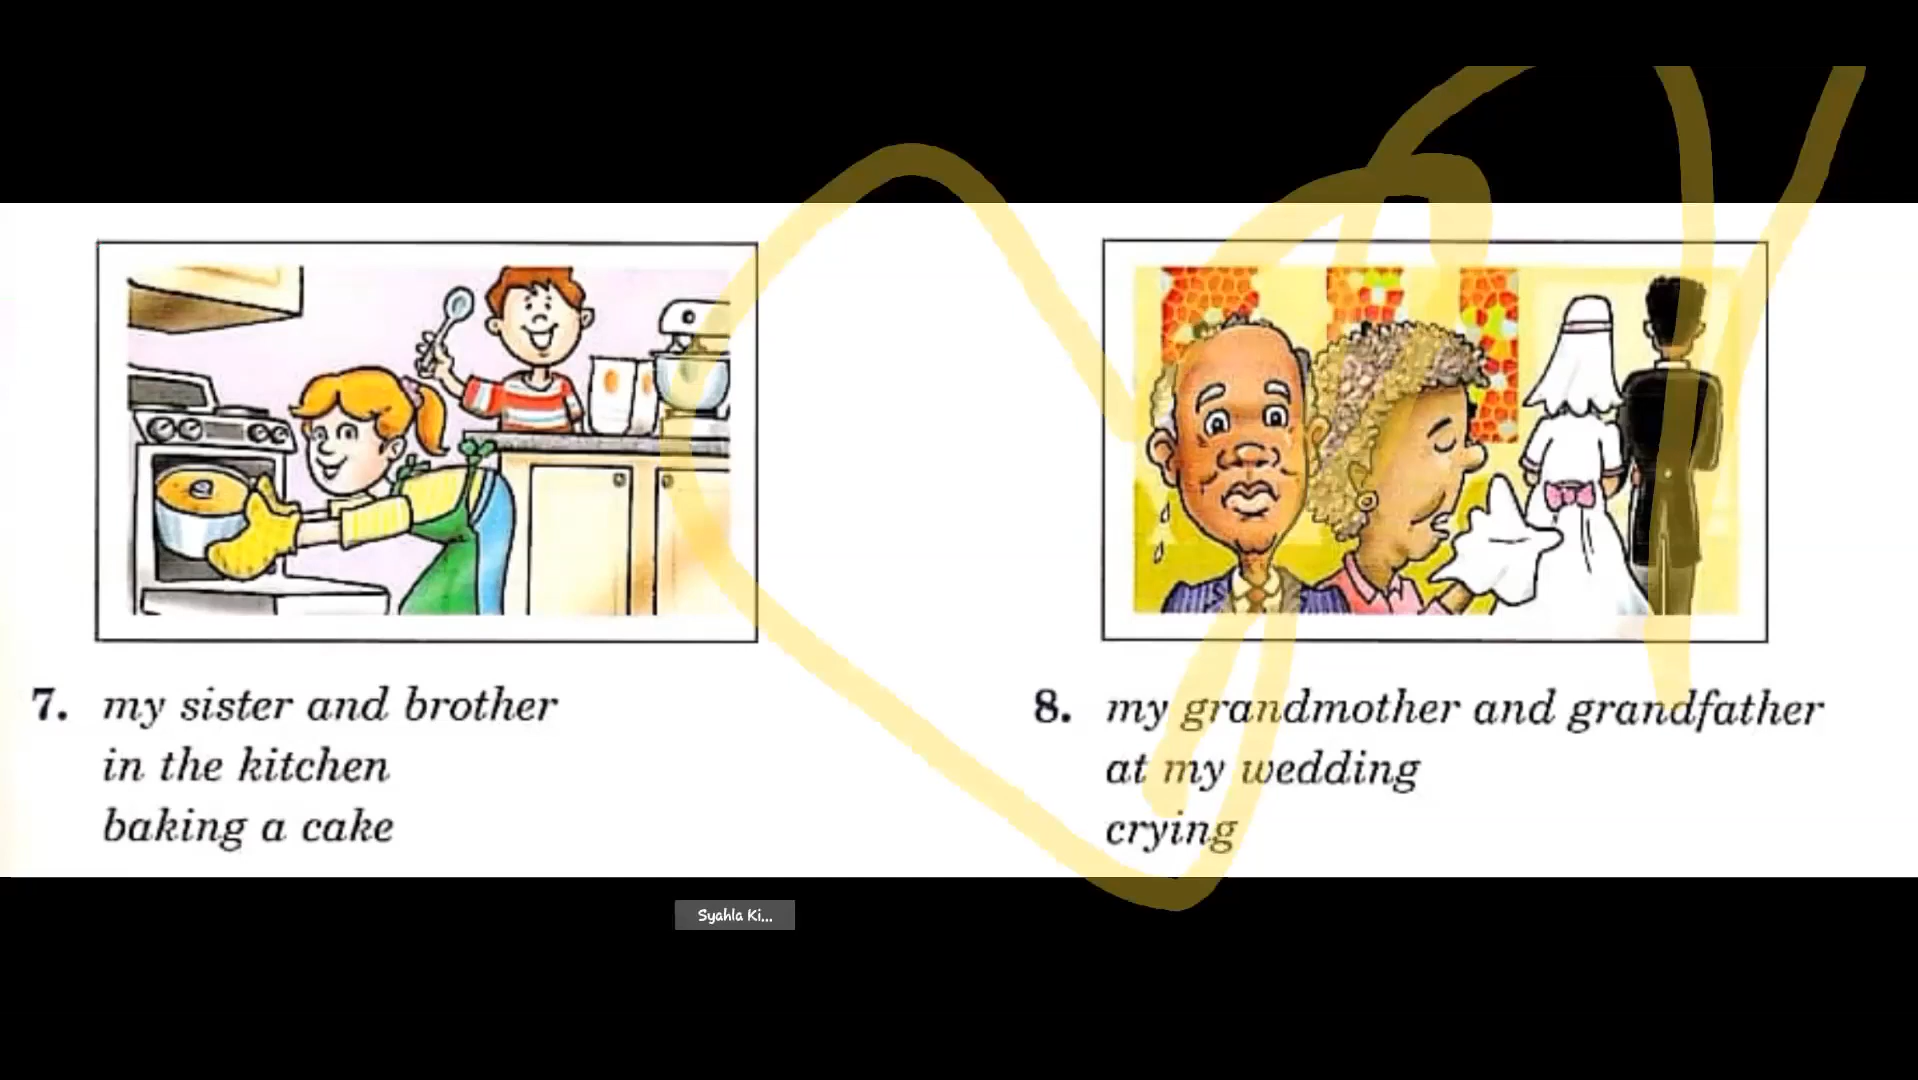 7. my sister and brother
in the kitchen
baking a cake
8. my grandmother and grandfather
at my wedding
crying
Syahla Ki...